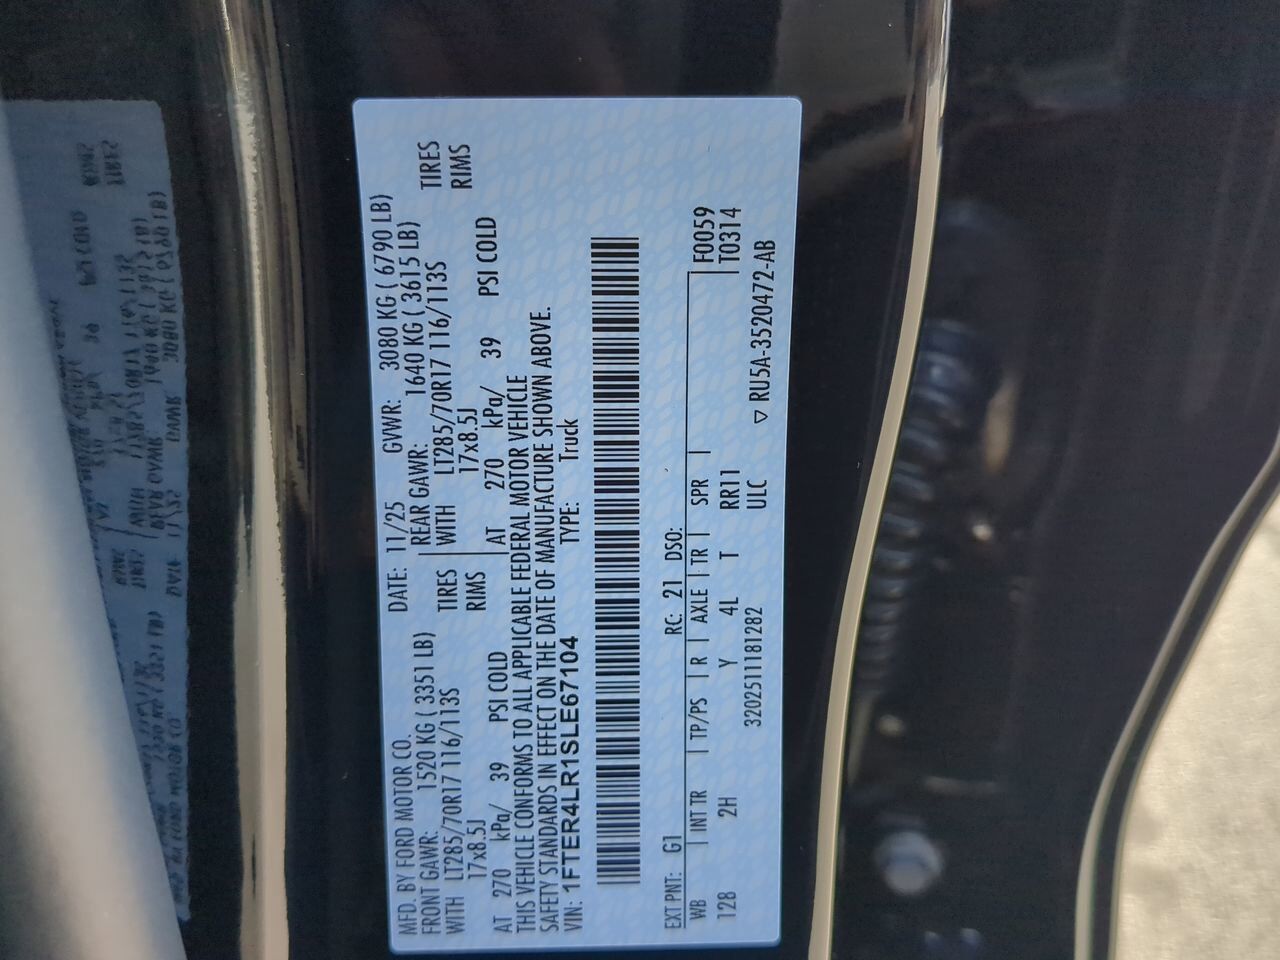 MFD. BY FORD MOTOR CO. DATE: 11/25 GVWR: 3080 KG ( 6790 LB)
FRONT GAWR: 1520 KG ( 3351 LB) REAR GAWR: 1640 KG ( 3615 LB)
WITH LT285/70R17 116/113S TIRES WITH LT285/70R17 116/113S TIRES
17x8.5J RIMS 17x8.5J RIMS
AT 270 kPa/ 39 PSI COLD AT 270 kPa/ 39 PSI COLD
THIS VEHICLE CONFORMS TO ALL APPLICABLE FEDERAL MOTOR VEHICLE
SAFETY STANDARDS IN EFFECT ON THE DATE OF MANUFACTURE SHOWN ABOVE.
VIN: 1FTER4LR1SLE67104 TYPE: Truck
EXT PNT: G1 RC: 21 DSO:
WB INT TR TP/PS R AXLE TR SPR F0059
128 2H Y 4L T RR11 T0314
320251118 1282 ULC ▽ RU5A-3520472-AB